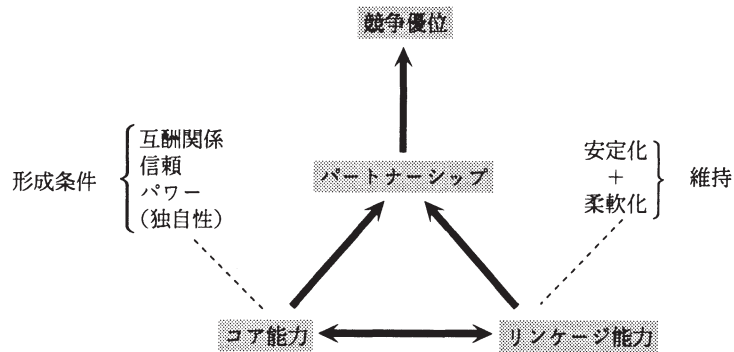 競争優位
互酬関係
信頼
パワー
(独自性)
形成条件
パートナーシップ
安定化
+
柔軟化
維持
コア能力
リンケージ能力